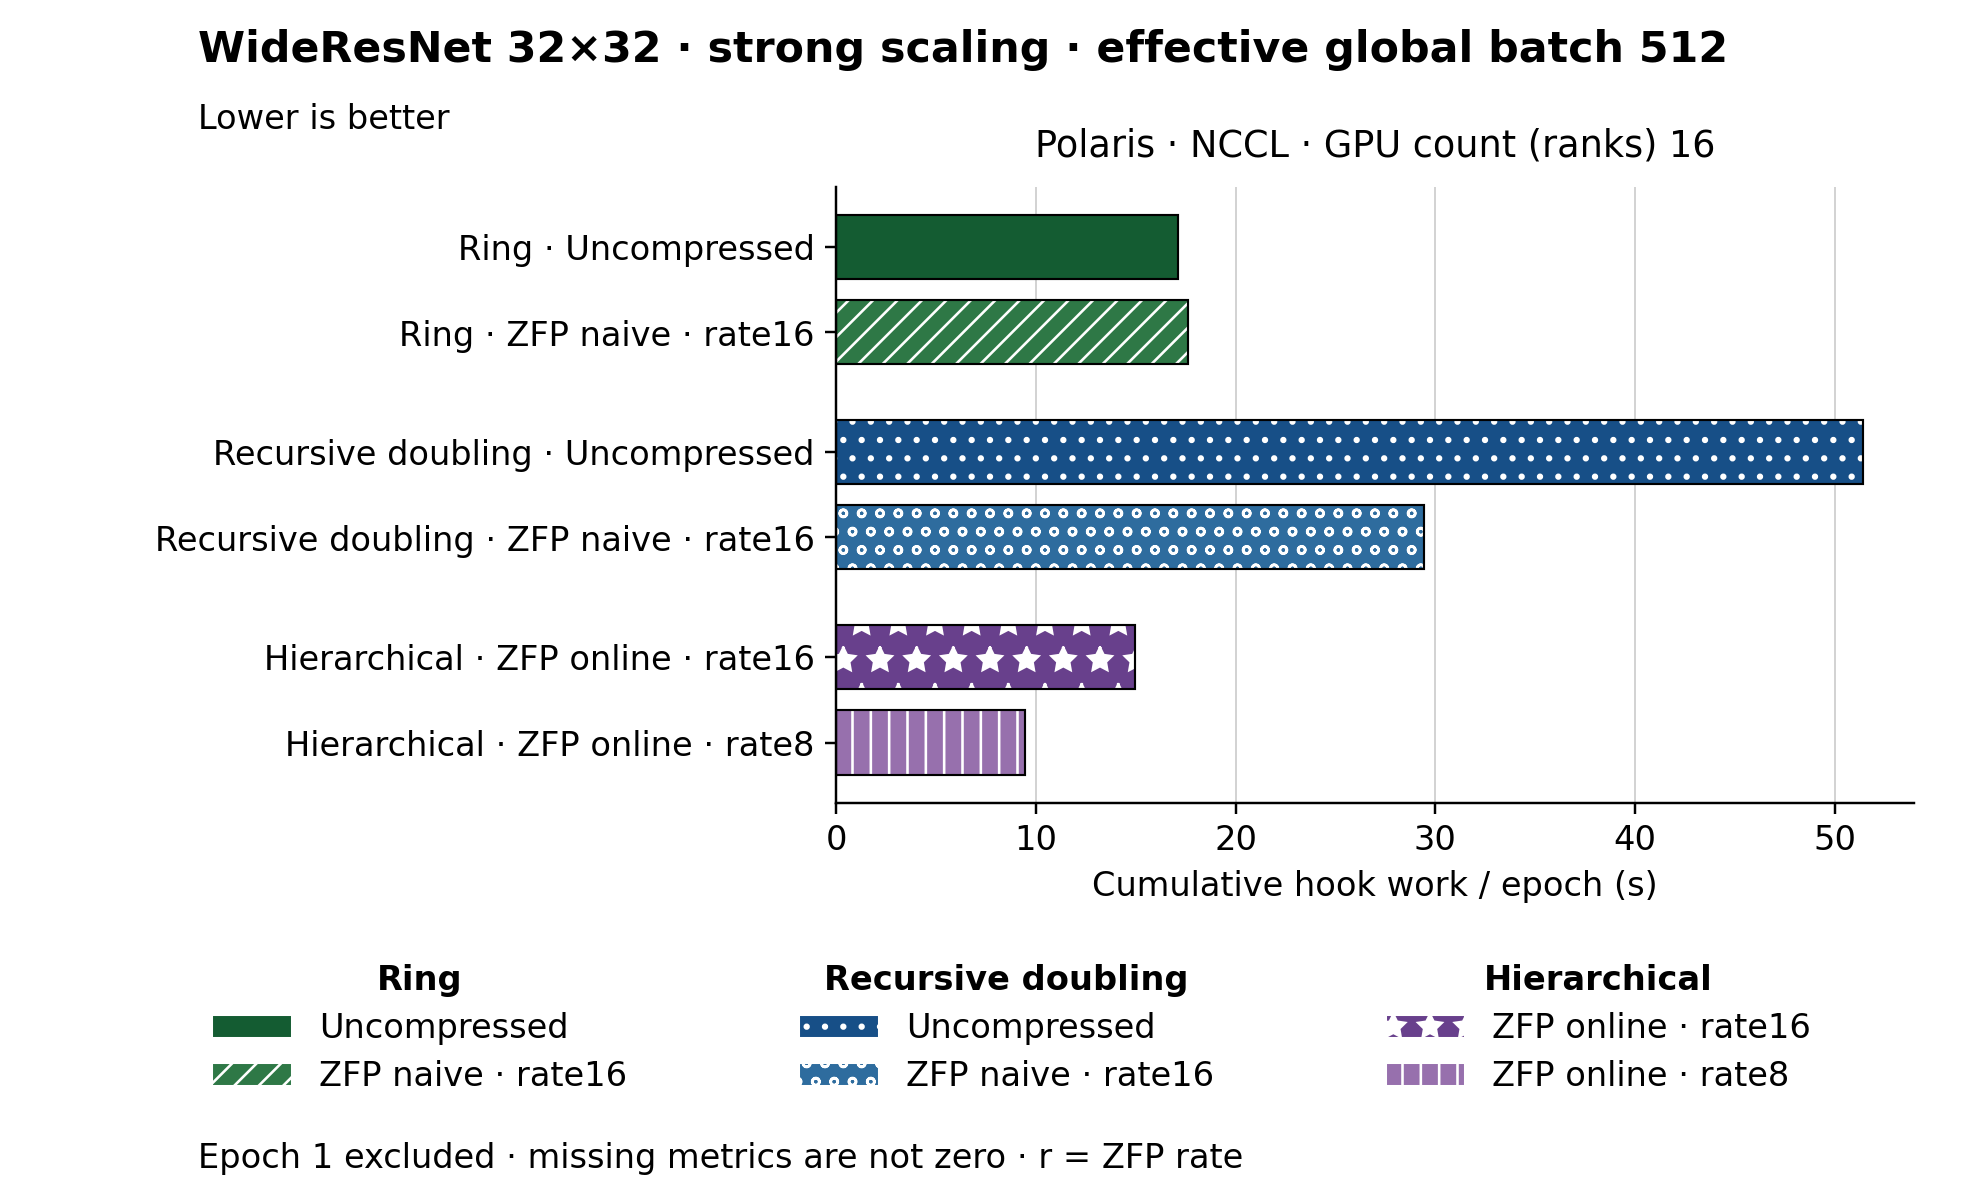 WideResNet 32×32 · strong scaling · effective global batch 512
Lower is better
Polaris · NCCL · GPU count (ranks) 16
Ring · Uncompressed
Ring · ZFP naive · rate16
Recursive doubling · Uncompressed
Recursive doubling · ZFP naive · rate16
Hierarchical · ZFP online · rate16
Hierarchical · ZFP online · rate8
0 10 20 30 40 50
Cumulative hook work / epoch (s)
Ring
Uncompressed
ZFP naive · rate16
Recursive doubling
Uncompressed
ZFP naive · rate16
Hierarchical
ZFP online · rate16
ZFP online · rate8
Epoch 1 excluded · missing metrics are not zero · r = ZFP rate